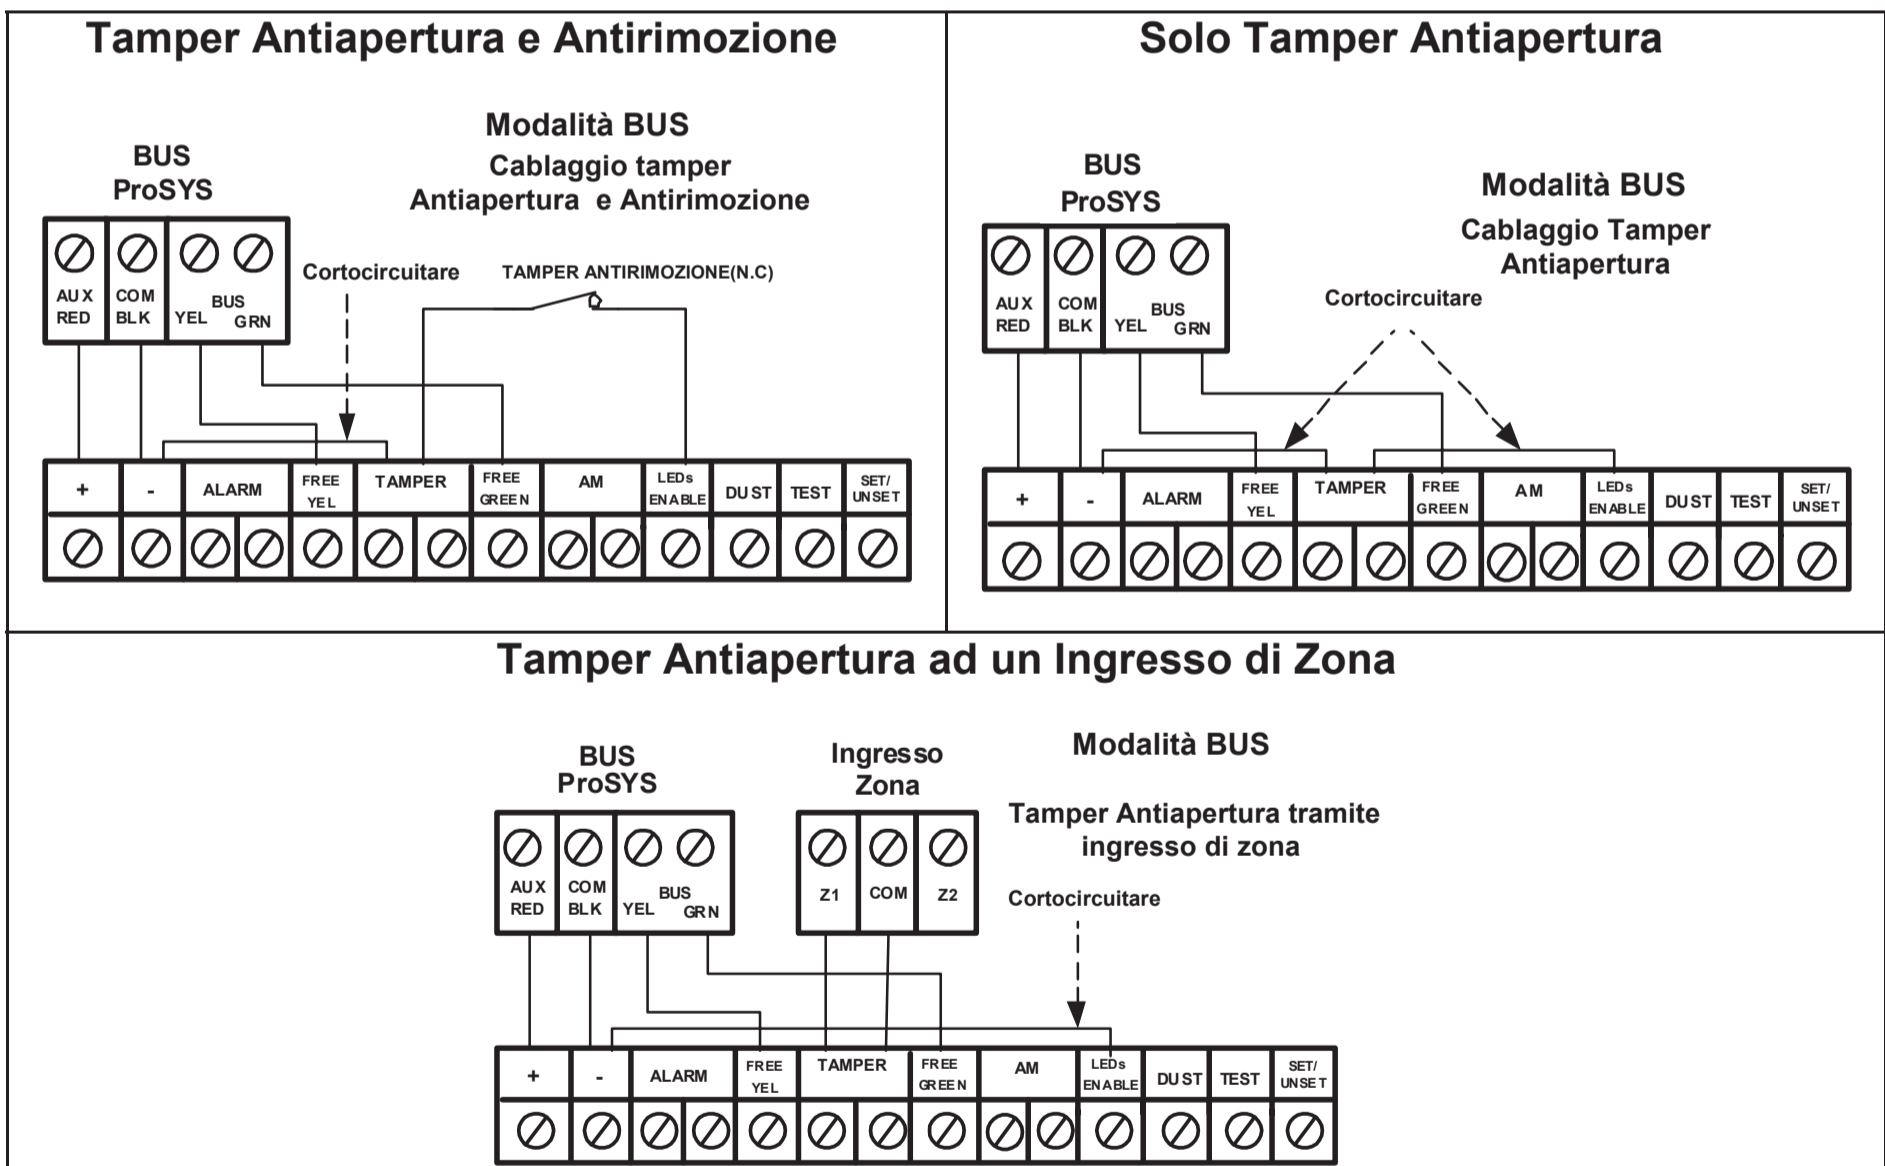 Tamper Antiapertura e Antirimozione
Modalità BUS
Cablaggio tamper
Antiapertura e Antirimozione
BUS
ProSYS
AUX
RED
COM
BLK
BUS
YEL
GRN
Cortocircuitare
TAMPER ANTIRIMOZIONE(N.C)
+
-
ALARM
FREE
YEL
TAMPER
FREE
GREEN
AM
LEDs
ENABLE
DUST
TEST
SET/
UNSET
Solo Tamper Antiapertura
BUS
ProSYS
Modalità BUS
Cablaggio Tamper
Antiapertura
Cortocircuitare
AUX
RED
COM
BLK
BUS
YEL
GRN
+
-
ALARM
FREE
YEL
TAMPER
FREE
GREEN
AM
LEDs
ENABLE
DUST
TEST
SET/
UNSET
Tamper Antiapertura ad un Ingresso di Zona
BUS
ProSYS
Ingresso
Zona
Modalità BUS
Tamper Antiapertura tramite
ingresso di zona
Cortocircuitare
AUX
RED
COM
BLK
BUS
YEL
GRN
Z1
COM
Z2
+
-
ALARM
FREE
YEL
TAMPER
FREE
GREEN
AM
LEDs
ENABLE
DUST
TEST
SET/
UNSET